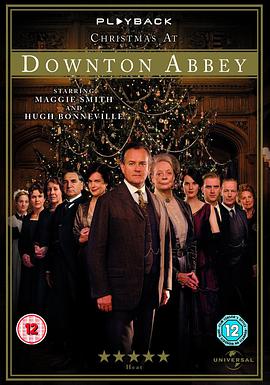 PLAYBACK
CHRISTMAS AT
DOWNTON ABBEY
STARRING
MAGGIE SMITH
AND
HUGH BONNEVILLE
12
12
★★★★★
Heat
UNIVERSAL